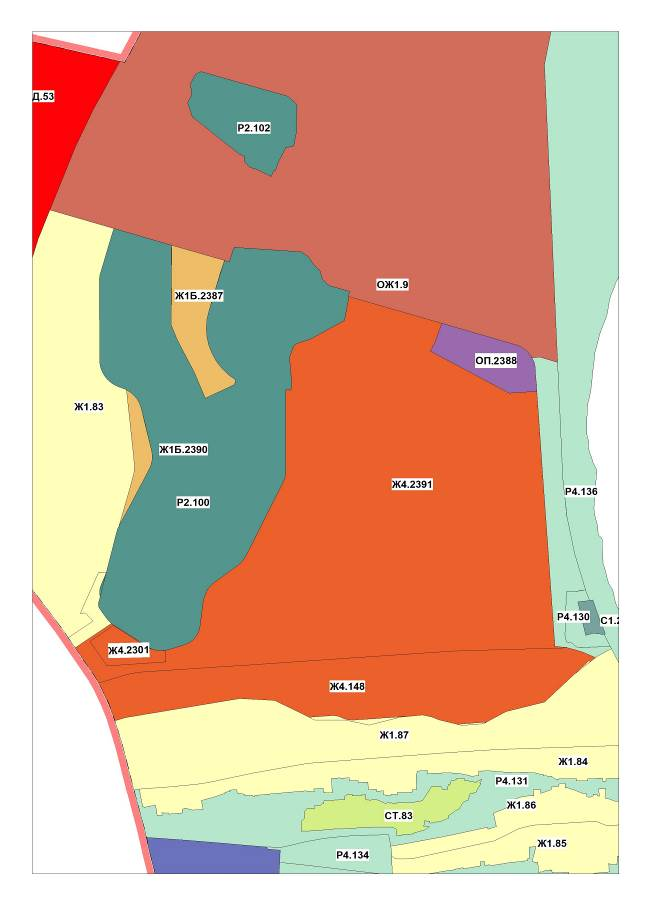 Д.53
Р2.102
ОЖ1.9
Ж1Б.2387
ОП.2388
Ж1.83
Ж1Б.2390
Ж4.2391
Р4.136
Р2.100
Р4.130
С1.2
Ж4.2301
Ж4.148
Ж1.87
Ж1.84
Р4.131
Ж1.86
СТ.83
Ж1.85
Р4.134